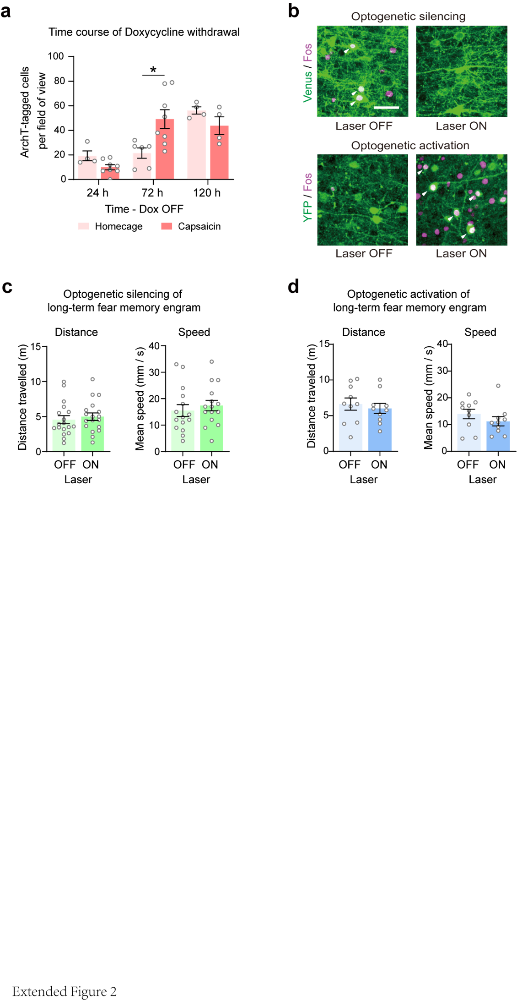 a
Time course of Doxycycline withdrawal
ArchT-tagged cells
per field of view
100
80
60
40
20
0
*
24 h 72 h 120 h
Time - Dox OFF
Homecage Capsaicin
b
Optogenetic silencing
Venus / Fos
Laser OFF Laser ON
Optogenetic activation
YFP / Fos
Laser OFF Laser ON
c
Optogenetic silencing of
long-term fear memory engram
Distance
Distance travelled (m)
15
10
5
0
OFF ON
Laser
Speed
Mean speed (mm / s)
40
30
20
10
0
OFF ON
Laser
d
Optogenetic activation of
long-term fear memory engram
Distance
Distance traveled (m)
15
10
5
0
OFF ON
Laser
Speed
Mean speed (mm / s)
40
30
20
10
0
OFF ON
Laser
Extended Figure 2